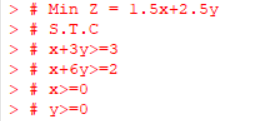 > # Min Z = 1.5x+2.5y
> # S.T.C
> # x+3y>=3
> # x+6y>=2
> # x>=0
> # y>=0